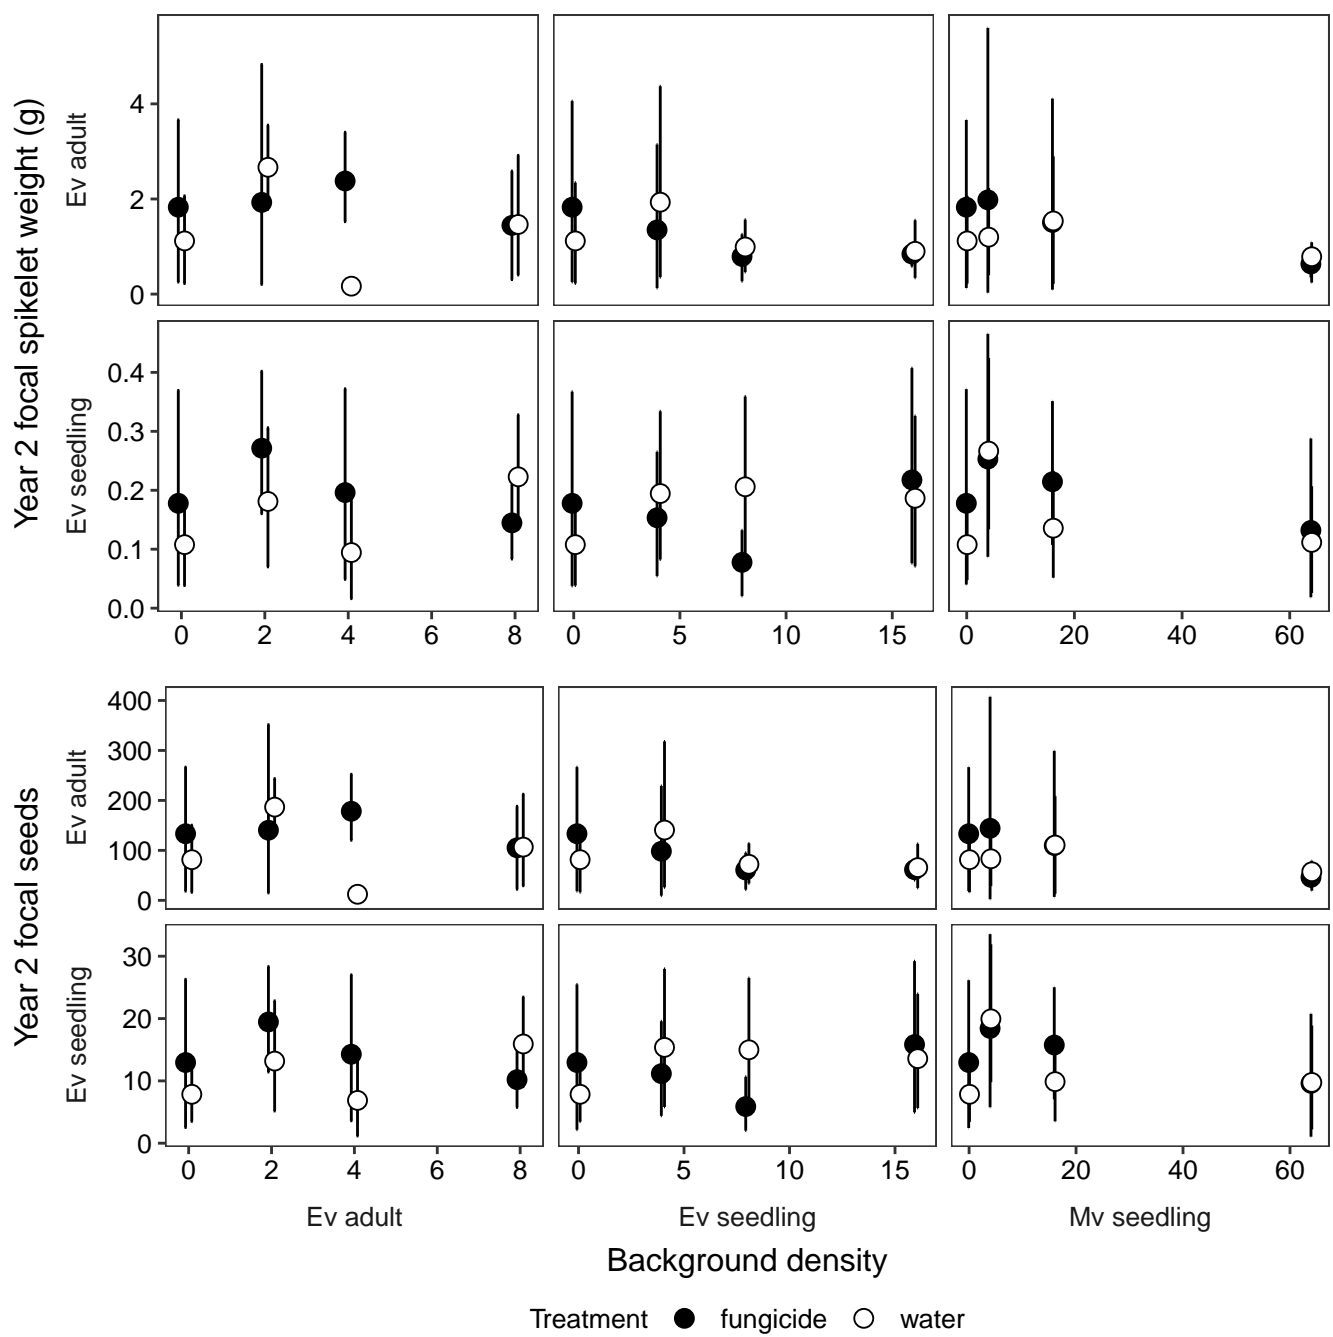 Year 2 focal spikelet weight (g)
Ev adult
4
2
0
Ev seedling
0.4
0.3
0.2
0.1
0.0
0 2 4 6 8
0 5 10 15
0 20 40 60
Year 2 focal seeds
Ev adult
400
300
200
100
0
Ev seedling
30
20
10
0
0 2 4 6 8
0 5 10 15
0 20 40 60
Ev adult Ev seedling Mv seedling
Background density
Treatment fungicide water